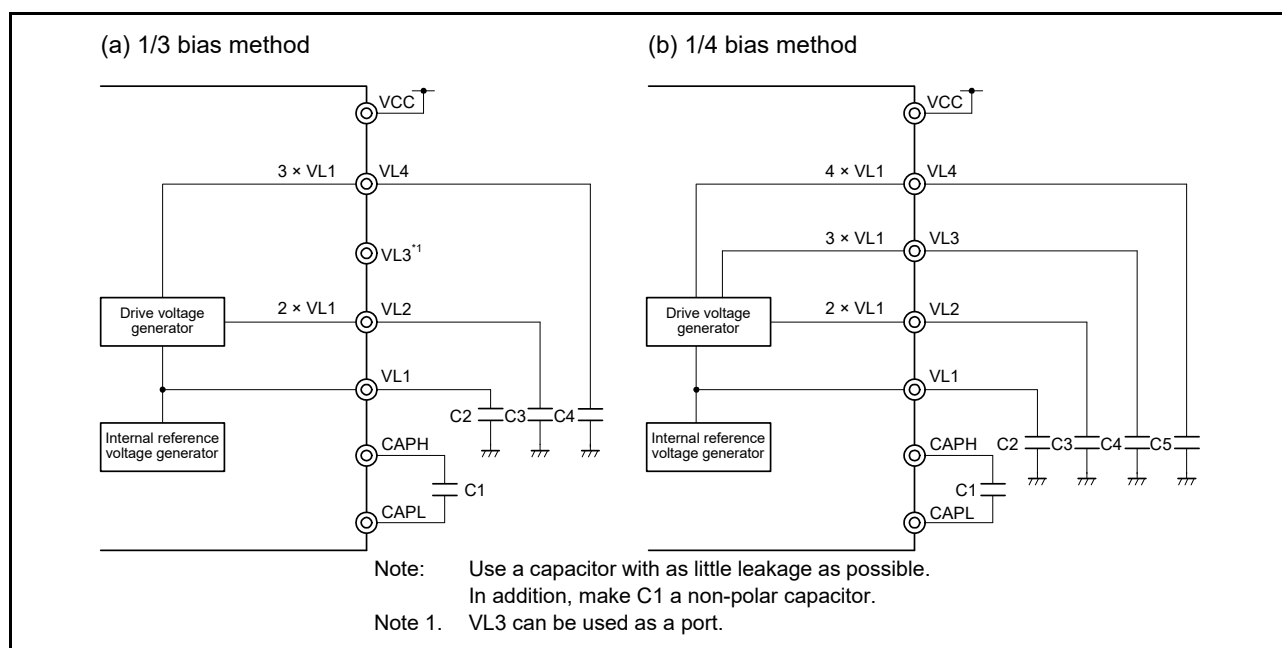 (a) 1/3 bias method
VCC
3 × VL1
VL4
VL3*1
Drive voltage
generator
2 × VL1
VL2
VL1
Internal reference
voltage generator
C2
C3
C4
CAPH
C1
CAPL
(b) 1/4 bias method
VCC
4 × VL1
VL4
3 × VL1
VL3
Drive voltage
generator
2 × VL1
VL2
VL1
Internal reference
voltage generator
C2
C3
C4
C5
CAPH
C1
CAPL
Note: Use a capacitor with as little leakage as possible.
In addition, make C1 a non-polar capacitor.
Note 1. VL3 can be used as a port.